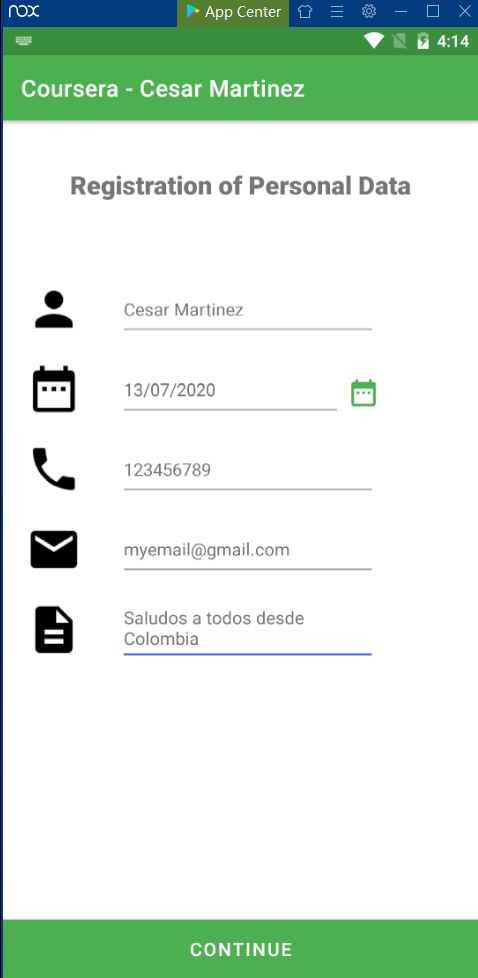 nox
App Center
4:14
Coursera - Cesar Martinez
Registration of Personal Data
Cesar Martinez
13/07/2020
123456789
myemail@gmail.com
Saludos a todos desde
Colombia
CONTINUE